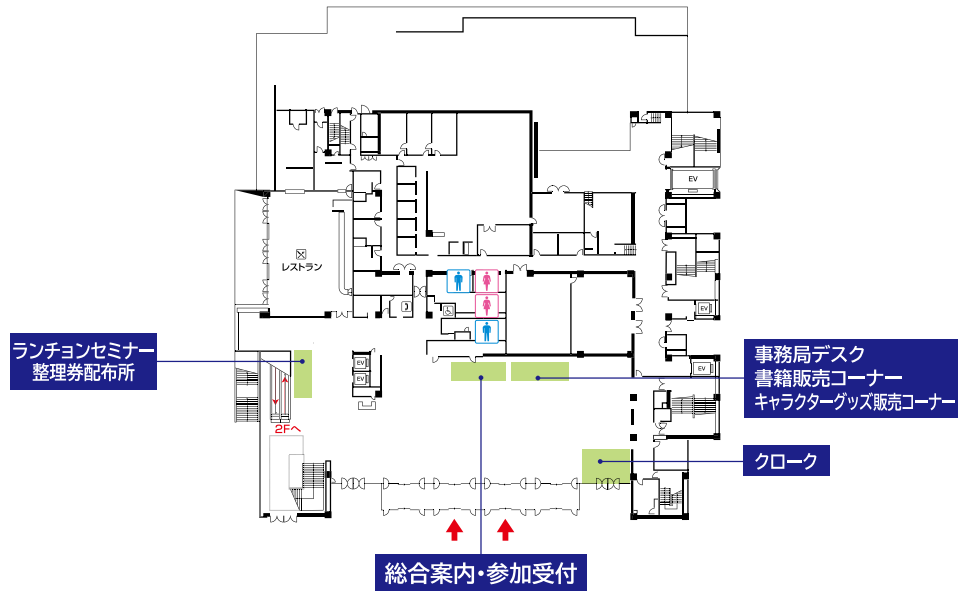 EV
レストラン
ランチョンセミナー
整理券配布所
EV
EV
EV
EV
事務局デスク
書籍販売コーナー
キャラクターグッズ販売コーナー
2Fへ
クローク
総合案内・参加受付